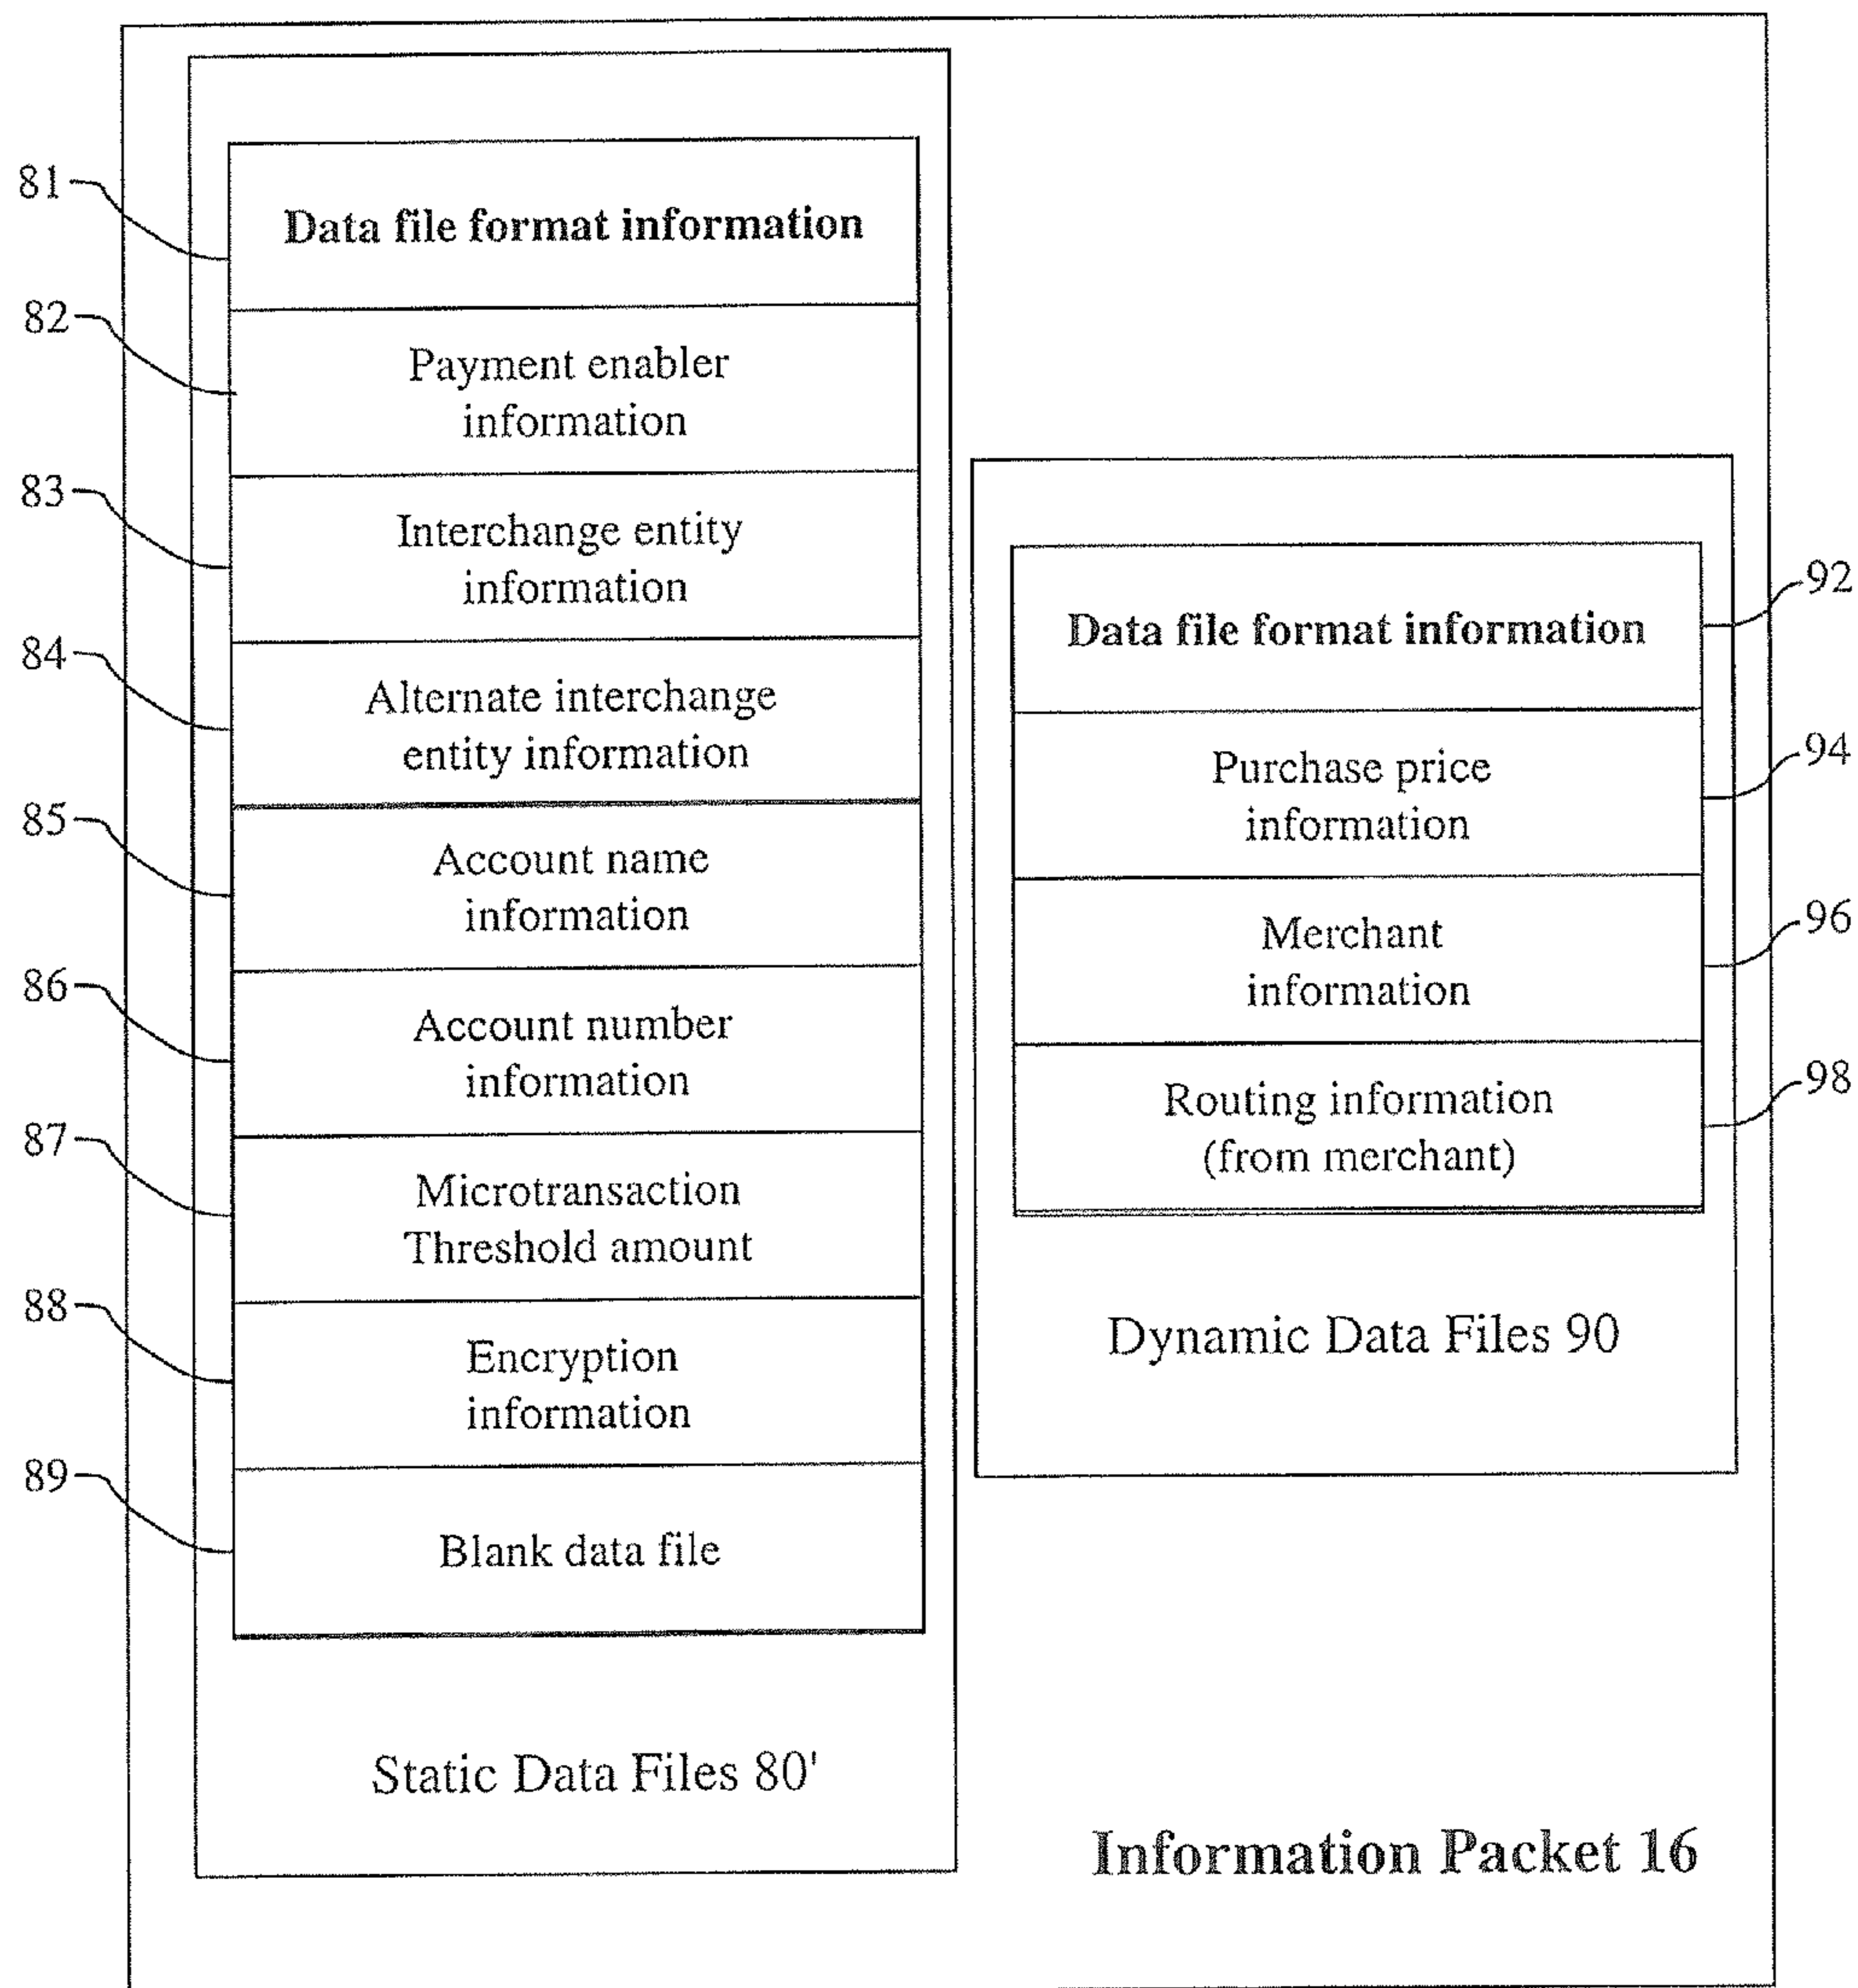 81
Data file format information
82
Payment enabler
information
83
Interchange entity
information
84
Alternate interchange
entity information
85
Account name
information
86
Account number
information
87
Microtransaction
Threshold amount
88
Encryption
information
89
Blank data file
Static Data Files 80'
92
Data file format information
94
Purchase price
information
96
Merchant
information
98
Routing information
(from merchant)
Dynamic Data Files 90
Information Packet 16